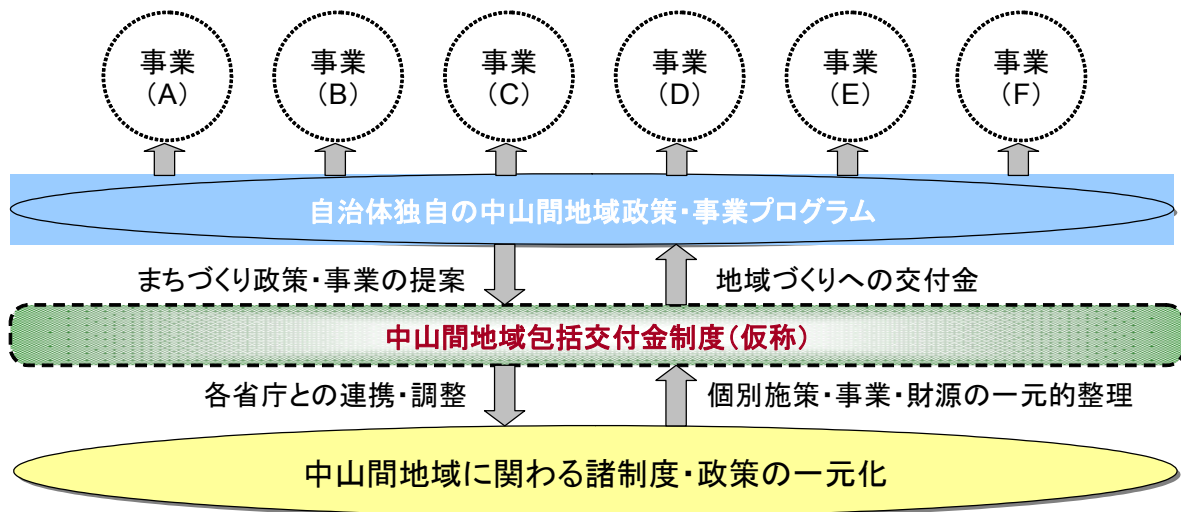 事業
（A）
事業
（B）
事業
（C）
事業
（D）
事業
（E）
事業
（F）
自治体独自の中山間地域政策・事業プログラム
まちづくり政策・事業の提案
地域づくりへの交付金
中山間地域包括交付金制度（仮称）
各省庁との連携・調整
個別施策・事業・財源の一元的整理
中山間地域に関わる諸制度・政策の一元化